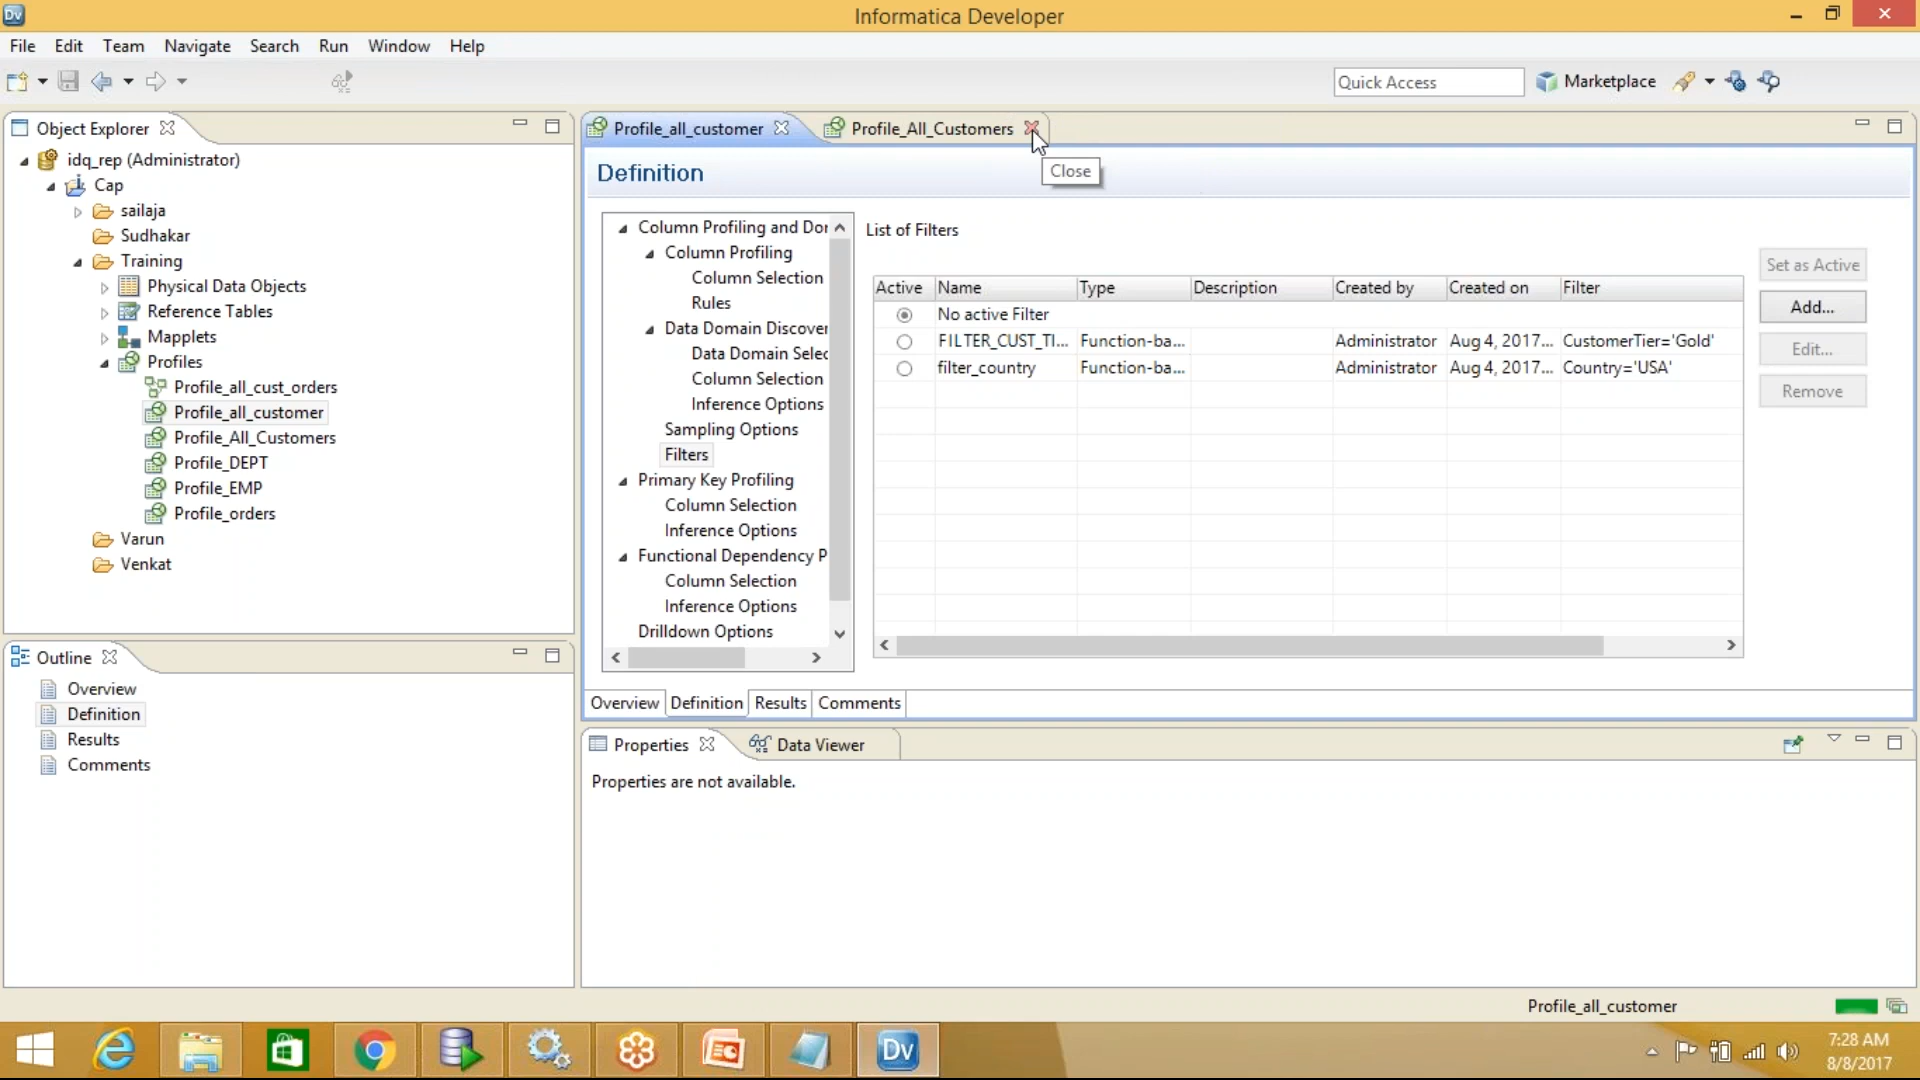 Dv Informatica Developer
File Edit Team Navigate Search Run Window Help
Quick Access Marketplace
Object Explorer
idq_rep (Administrator)
Cap
sailaja
Sudhakar
Training
Physical Data Objects
Reference Tables
Mapplets
Profiles
Profile_all_cust_orders
Profile_all_customer
Profile_All_Customers
Profile_DEPT
Profile_EMP
Profile_orders
Varun
Venkat
Outline
Overview
Definition
Results
Comments
Profile_all_customer Profile_All_Customers
Close
Definition
Column Profiling and Dor
Column Profiling
Column Selection
Rules
Data Domain Discover
Data Domain Selec
Column Selection
Inference Options
Sampling Options
Filters
Primary Key Profiling
Column Selection
Inference Options
Functional Dependency P
Column Selection
Inference Options
Drilldown Options
List of Filters
Active Name Type Description Created by Created on Filter
No active Filter
FILTER_CUST_TI... Function-ba... Administrator Aug 4, 2017... CustomerTier='Gold'
filter_country Function-ba... Administrator Aug 4, 2017... Country='USA'
Set as Active
Add...
Edit...
Remove
Overview Definition Results Comments
Properties Data Viewer
Properties are not available.
Profile_all_customer
Dv
7:28 AM
8/8/2017